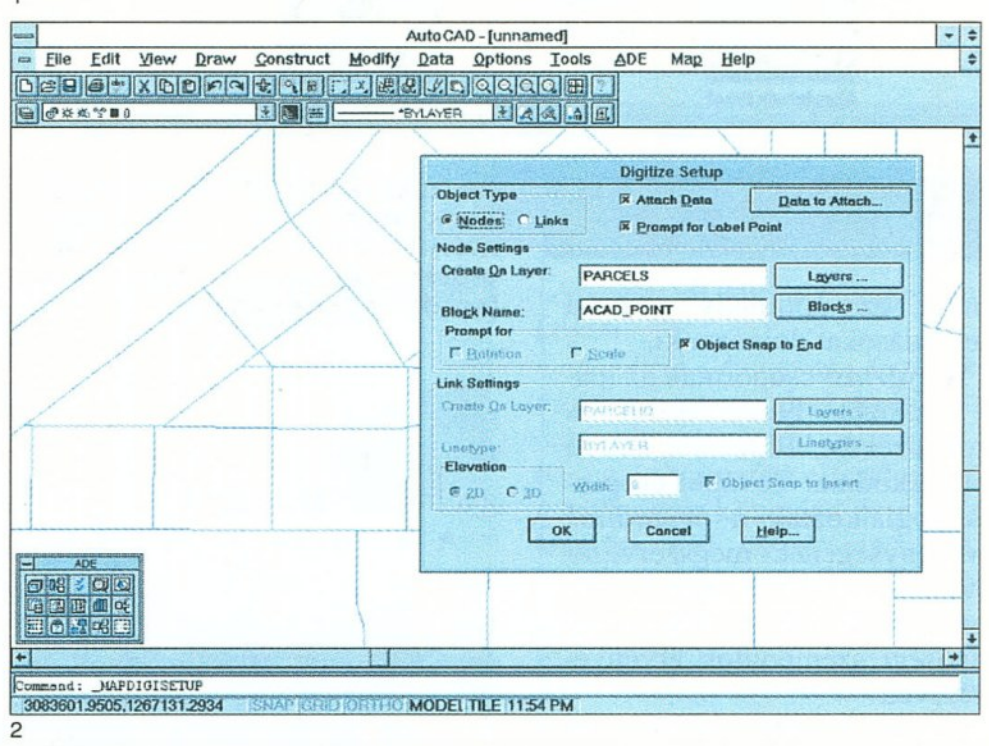 AutoCAD - [unnamed]
File Edit View Draw Construct Modify Data Options Tools ADE Map Help
0 *BYLAYER
Digitize Setup
Object Type
Nodes Links
Attach Data
Data to Attach...
Prompt for Label Point
Node Settings
Create On Layer: PARCELS Layers ...
Block Name: ACAD_POINT Blocks ...
Prompt for
Rotation Scale
Object Snap to End
Link Settings
Create On Layer: Layers ...
Linetype: BYLAYER Linetypes ...
Elevation
2D 3D
Width: Object Snap to Insert
OK Cancel Help...
ADE
Command: _MAPDIGISETUP
3083601.9505,1267131.2934 SNAP GRID ORTHO MODEL TILE 11:54 PM
2